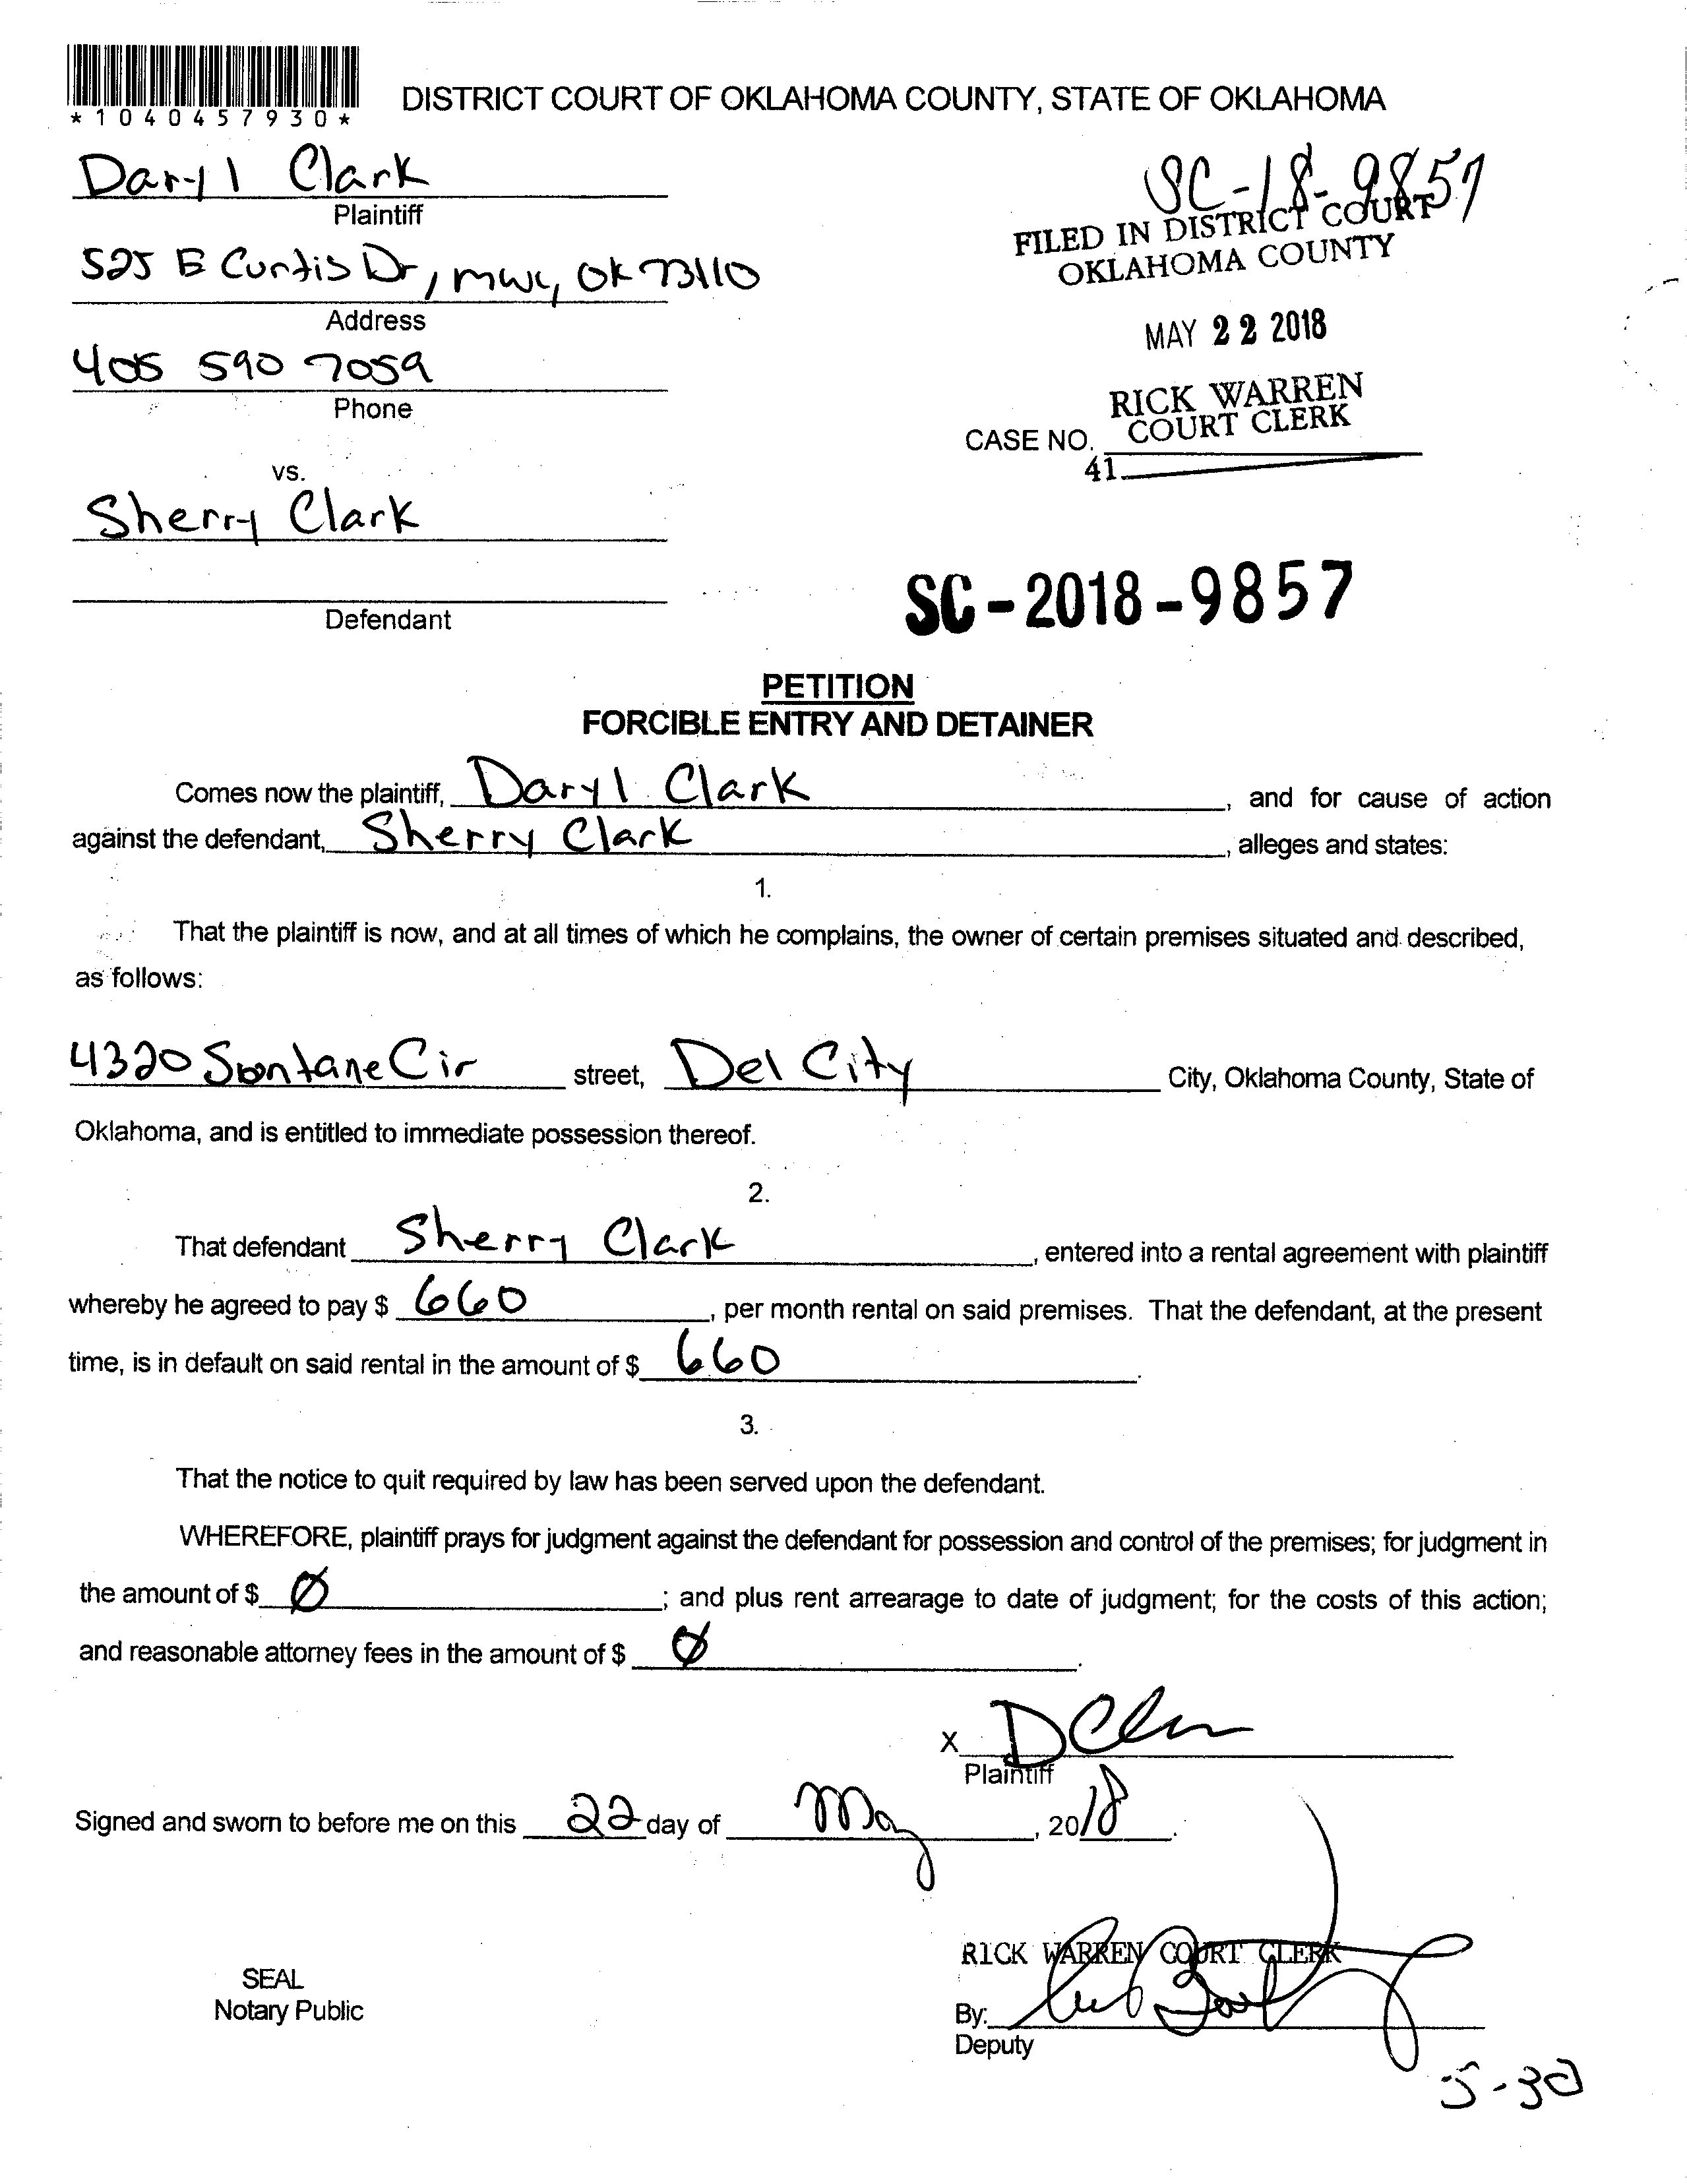 *1040457930*
DISTRICT COURT OF OKLAHOMA COUNTY, STATE OF OKLAHOMA
Daryl Clark
Plaintiff
SC-18-9857
FILED IN DISTRICT COURT
OKLAHOMA COUNTY
525 E Curtis Dr, MWC, OK 73110
Address
MAY 22 2018
405 590 7059
Phone
RICK WARREN
COURT CLERK
CASE NO.
41
vs.
Sherry Clark
Defendant
SC-2018-9857
PETITION
FORCIBLE ENTRY AND DETAINER
Comes now the plaintiff, Daryl Clark, and for cause of action
against the defendant, Sherry Clark, alleges and states:
1.
That the plaintiff is now, and at all times of which he complains, the owner of certain premises situated and described,
as follows:
4320 Cir street, Del City City, Oklahoma County, State of
Oklahoma, and is entitled to immediate possession thereof.
2.
That defendant Sherry Clark, entered into a rental agreement with plaintiff
whereby he agreed to pay $ 660, per month rental on said premises. That the defendant, at the present
time, is in default on said rental in the amount of $ 660.
3.
That the notice to quit required by law has been served upon the defendant.
WHEREFORE, plaintiff prays for judgment against the defendant for possession and control of the premises; for judgment in
the amount of $ Ø; and plus rent arrearage to date of judgment; for the costs of this action;
and reasonable attorney fees in the amount of $ Ø.
X
Plaintiff
Signed and sworn to before me on this 22 day of May, 2018.
RICK WARREN COURT CLERK
SEAL
Notary Public
By:
Deputy
5-30